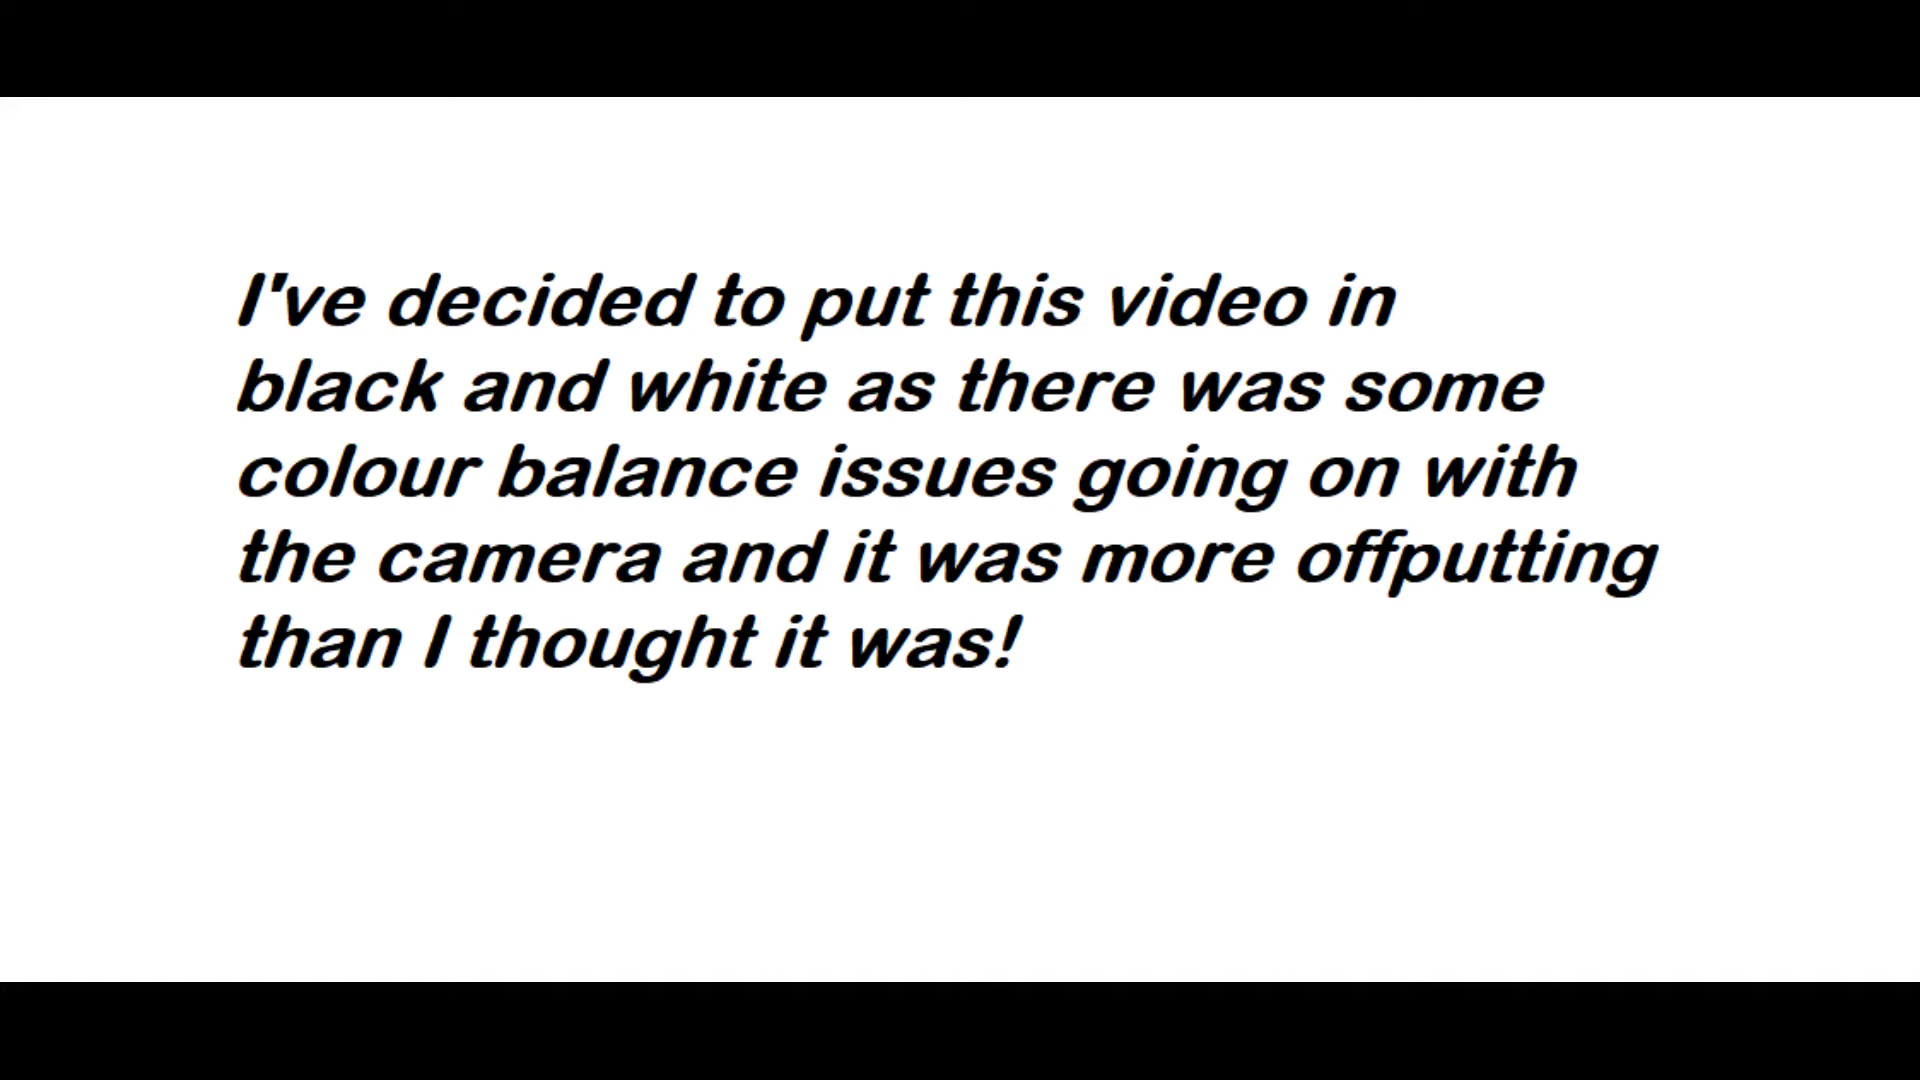 I've decided to put this video in
black and white as there was some
colour balance issues going on with
the camera and it was more offputting
than I thought it was!